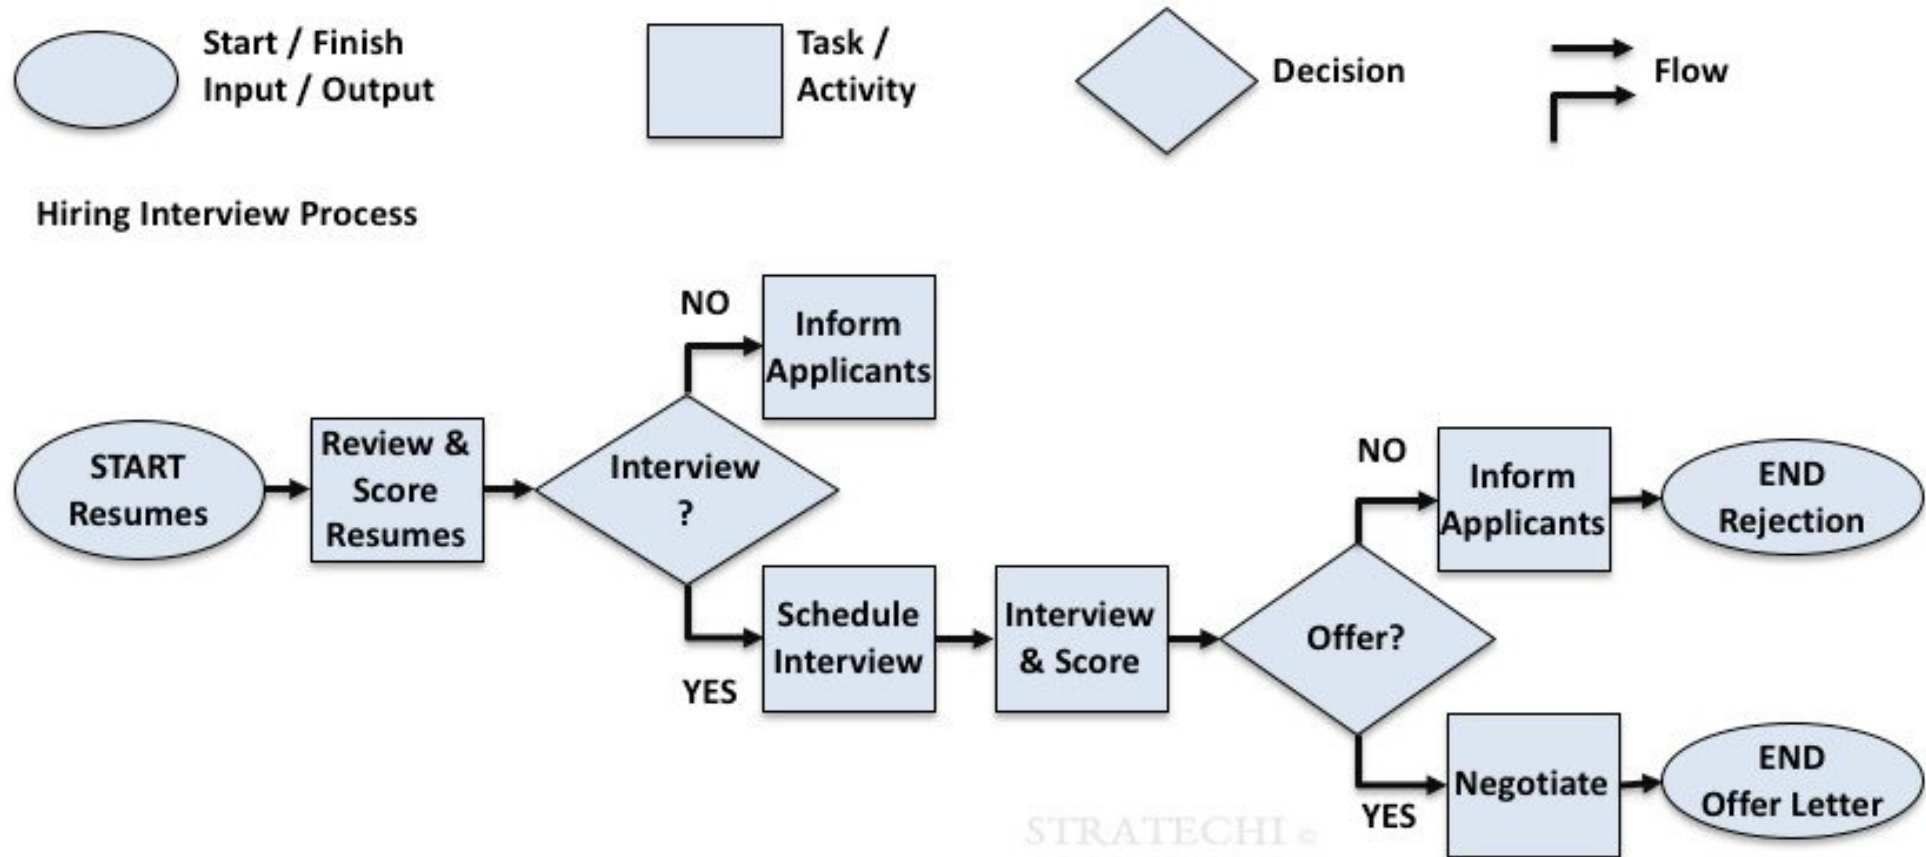 Start / Finish
Input / Output
Task /
Activity
Decision
Flow
Hiring Interview Process
START
Resumes
Review &
Score
Resumes
Interview
?
NO
Inform
Applicants
YES
Schedule
Interview
Interview
& Score
Offer?
NO
Inform
Applicants
END
Rejection
YES
Negotiate
END
Offer Letter
STRATECHI ©